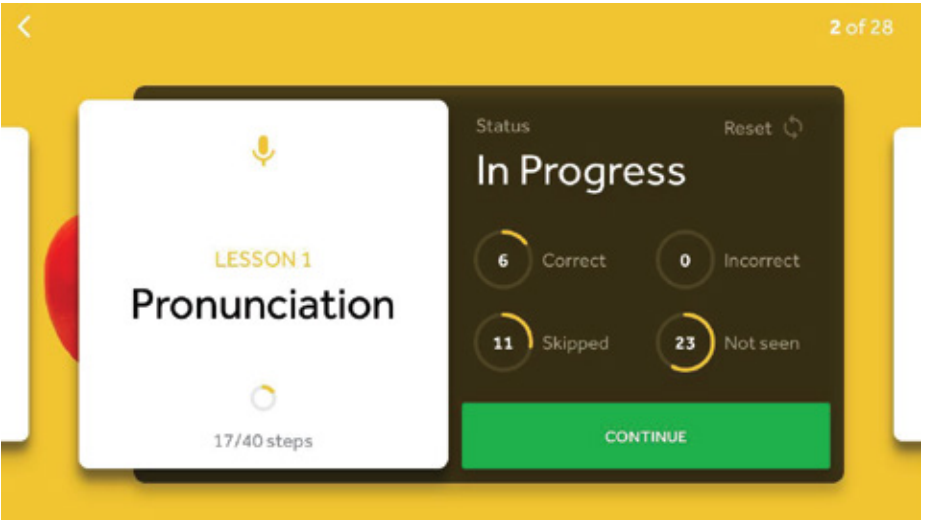 2 of 28
LESSON 1
Pronunciation
17/40 steps
Status
Reset
In Progress
6 Correct
0 Incorrect
11 Skipped
23 Not seen
CONTINUE